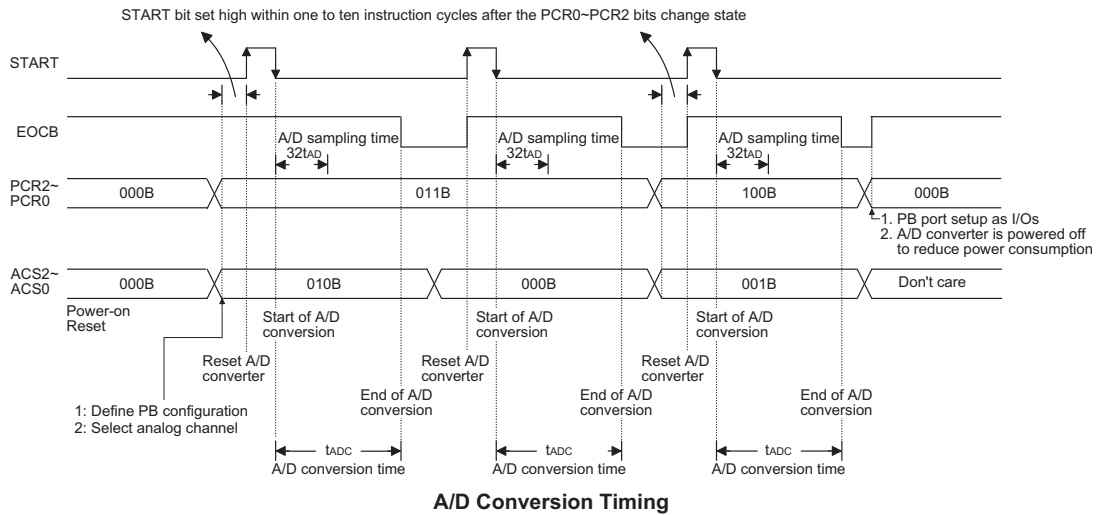 START bit set high within one to ten instruction cycles after the PCR0~PCR2 bits change state
START
EOCB
A/D sampling time
32tAD
A/D sampling time
32tAD
A/D sampling time
32tAD
PCR2~
PCR0
000B
011B
100B
000B
1. PB port setup as I/Os
2. A/D converter is powered off
to reduce power consumption
ACS2~
ACS0
000B
010B
000B
001B
Don't care
Power-on
Reset
Start of A/D
conversion
Start of A/D
conversion
Start of A/D
conversion
Reset A/D
converter
Reset A/D
converter
Reset A/D
converter
End of A/D
conversion
End of A/D
conversion
End of A/D
conversion
1: Define PB configuration
2: Select analog channel
tADC
A/D conversion time
tADC
A/D conversion time
tADC
A/D conversion time
A/D Conversion Timing